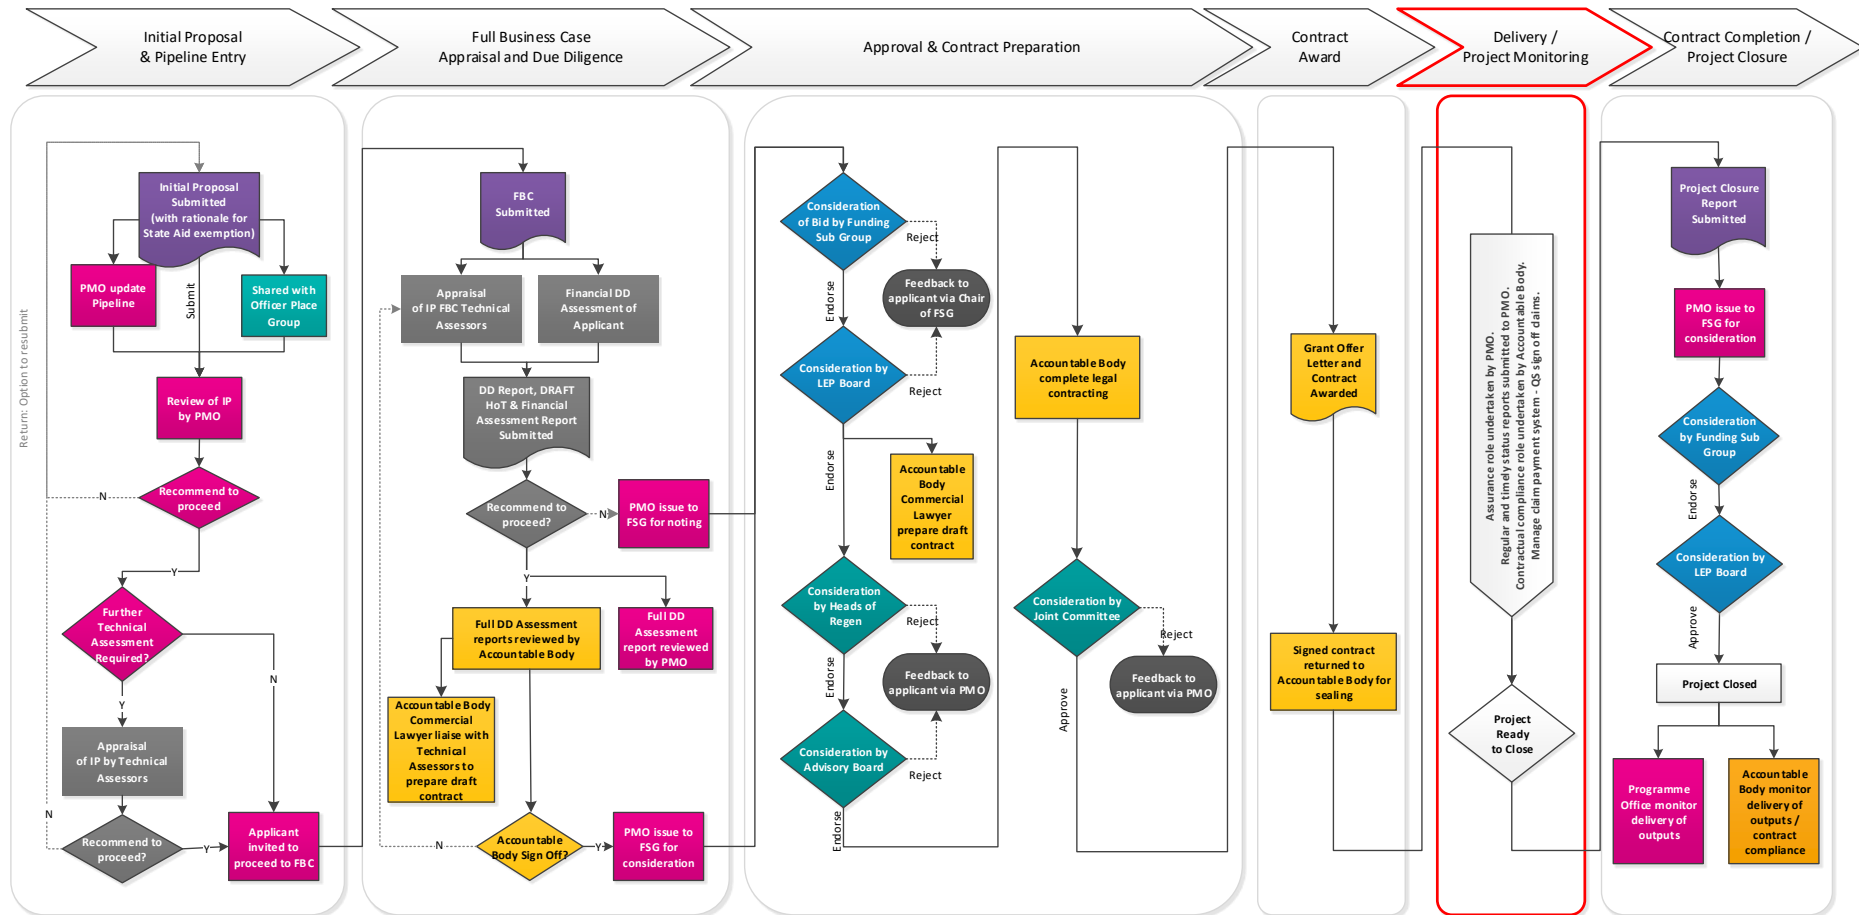 Initial Proposal
& Pipeline Entry
Full Business Case
Appraisal and Due Diligence
Approval & Contract Preparation
Contract
Award
Delivery /
Project Monitoring
Contract Completion /
Project Closure
Return: Option to resubmit
Initial Proposal
Submitted
(with rationale for
State Aid exemption)
PMO update
Pipeline
Submit
Shared with
Officer Place
Group
Review of IP
by PMO
Recommend to
proceed
N
Y
Further
Technical
Assessment
Required?
N
Y
Appraisal
of IP by Technical
Assessors
N
Recommend to
proceed?
Y
Applicant
invited to
proceed to FBC
FBC
Submitted
Appraisal
of IP FBC Technical
Assessors
Financial DD
Assessment of
Applicant
DD Report, DRAFT
HoT & Financial
Assessment Report
Submitted
Recommend to
proceed?
N
PMO issue to
FSG for noting
Y
Full DD Assessment
reports reviewed by
Accountable Body
Full DD
Assessment
report reviewed
by PMO
Accountable Body
Commercial
Lawyer liaise with
Technical
Assessors to
prepare draft
contract
N
Accountable
Body Sign Off?
Y
PMO issue to
FSG for
consideration
Consideration
of Bid by Funding
Sub Group
Reject
Feedback to
applicant via Chair
of FSG
Endorse
Consideration by
LEP Board
Reject
Endorse
Accountable
Body
Commercial
Lawyer
prepare draft
contract
Consideration
by Heads of
Regen
Reject
Feedback to
applicant via PMO
Endorse
Consideration by
Advisory Board
Reject
Endorse
Accountable Body
complete legal
contracting
Consideration by
Joint Committee
Reject
Feedback to
applicant via PMO
Approve
Grant Offer
Letter and
Contract
Awarded
Signed contract
returned to
Accountable Body for
sealing
Assurance role undertaken by PMO.
Regular and timely status reports submitted to PMO.
Contractual compliance role undertaken by Accountable Body.
Manage claim payment system - QS sign off claims.
Project
Ready
to Close
Project Closure
Report
Submitted
PMO issue to
FSG for
consideration
Consideration
by Funding Sub
Group
Endorse
Consideration by
LEP Board
Approve
Project Closed
Programme
Office monitor
delivery of
outputs
Accountable
Body monitor
delivery of
outputs /
contract
compliance